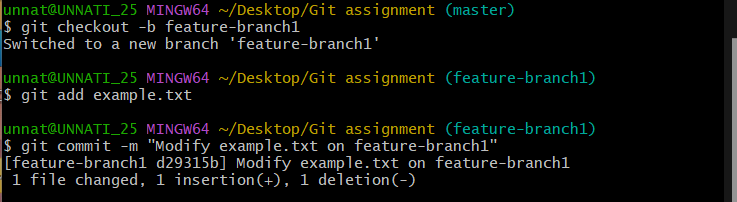 unnat@UNNATI_25 MINGW64 ~/Desktop/Git assignment (master)
$ git checkout -b feature-branch1
Switched to a new branch 'feature-branch1'
unnat@UNNATI_25 MINGW64 ~/Desktop/Git assignment (feature-branch1)
$ git add example.txt
unnat@UNNATI_25 MINGW64 ~/Desktop/Git assignment (feature-branch1)
$ git commit -m "Modify example.txt on feature-branch1"
[feature-branch1 d29315b] Modify example.txt on feature-branch1
 1 file changed, 1 insertion(+), 1 deletion(-)